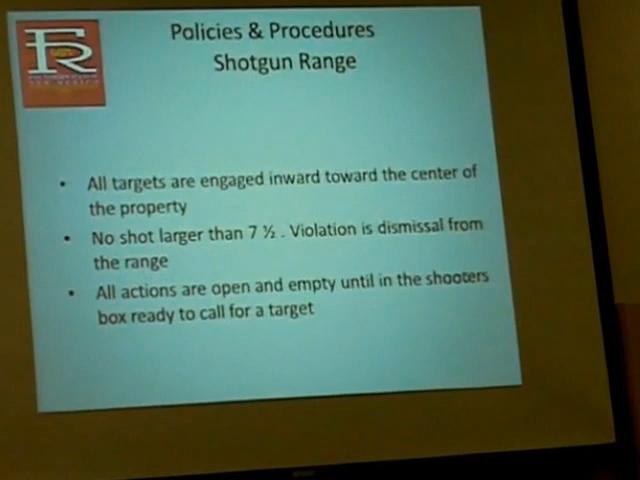 Policies & Procedures
Shotgun Range
• All targets are engaged inward toward the center of
the property
• No shot larger than 7 ½ . Violation is dismissal from
the range
• All actions are open and empty until in the shooters
box ready to call for a target